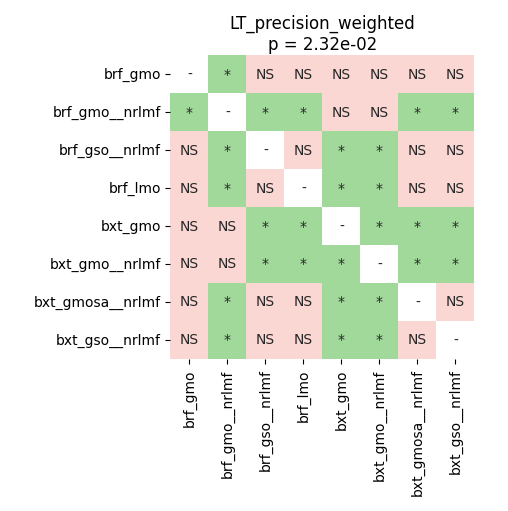 LT_precision_weighted
p = 2.32e-02
brf_gmo - * NS NS NS NS NS NS
brf_gmo__nrlmf * - * * NS NS * *
brf_gso__nrlmf NS * - NS * * NS NS
brf_lmo NS * NS - * * NS NS
bxt_gmo NS NS * * - * * *
bxt_gmo__nrlmf NS NS * * * - * *
bxt_gmosa__nrlmf NS * NS NS * * - NS
bxt_gso__nrlmf NS * NS NS * * NS -
brf_gmo
brf_gmo__nrlmf
brf_gso__nrlmf
brf_lmo
bxt_gmo
bxt_gmo__nrlmf
bxt_gmosa__nrlmf
bxt_gso__nrlmf